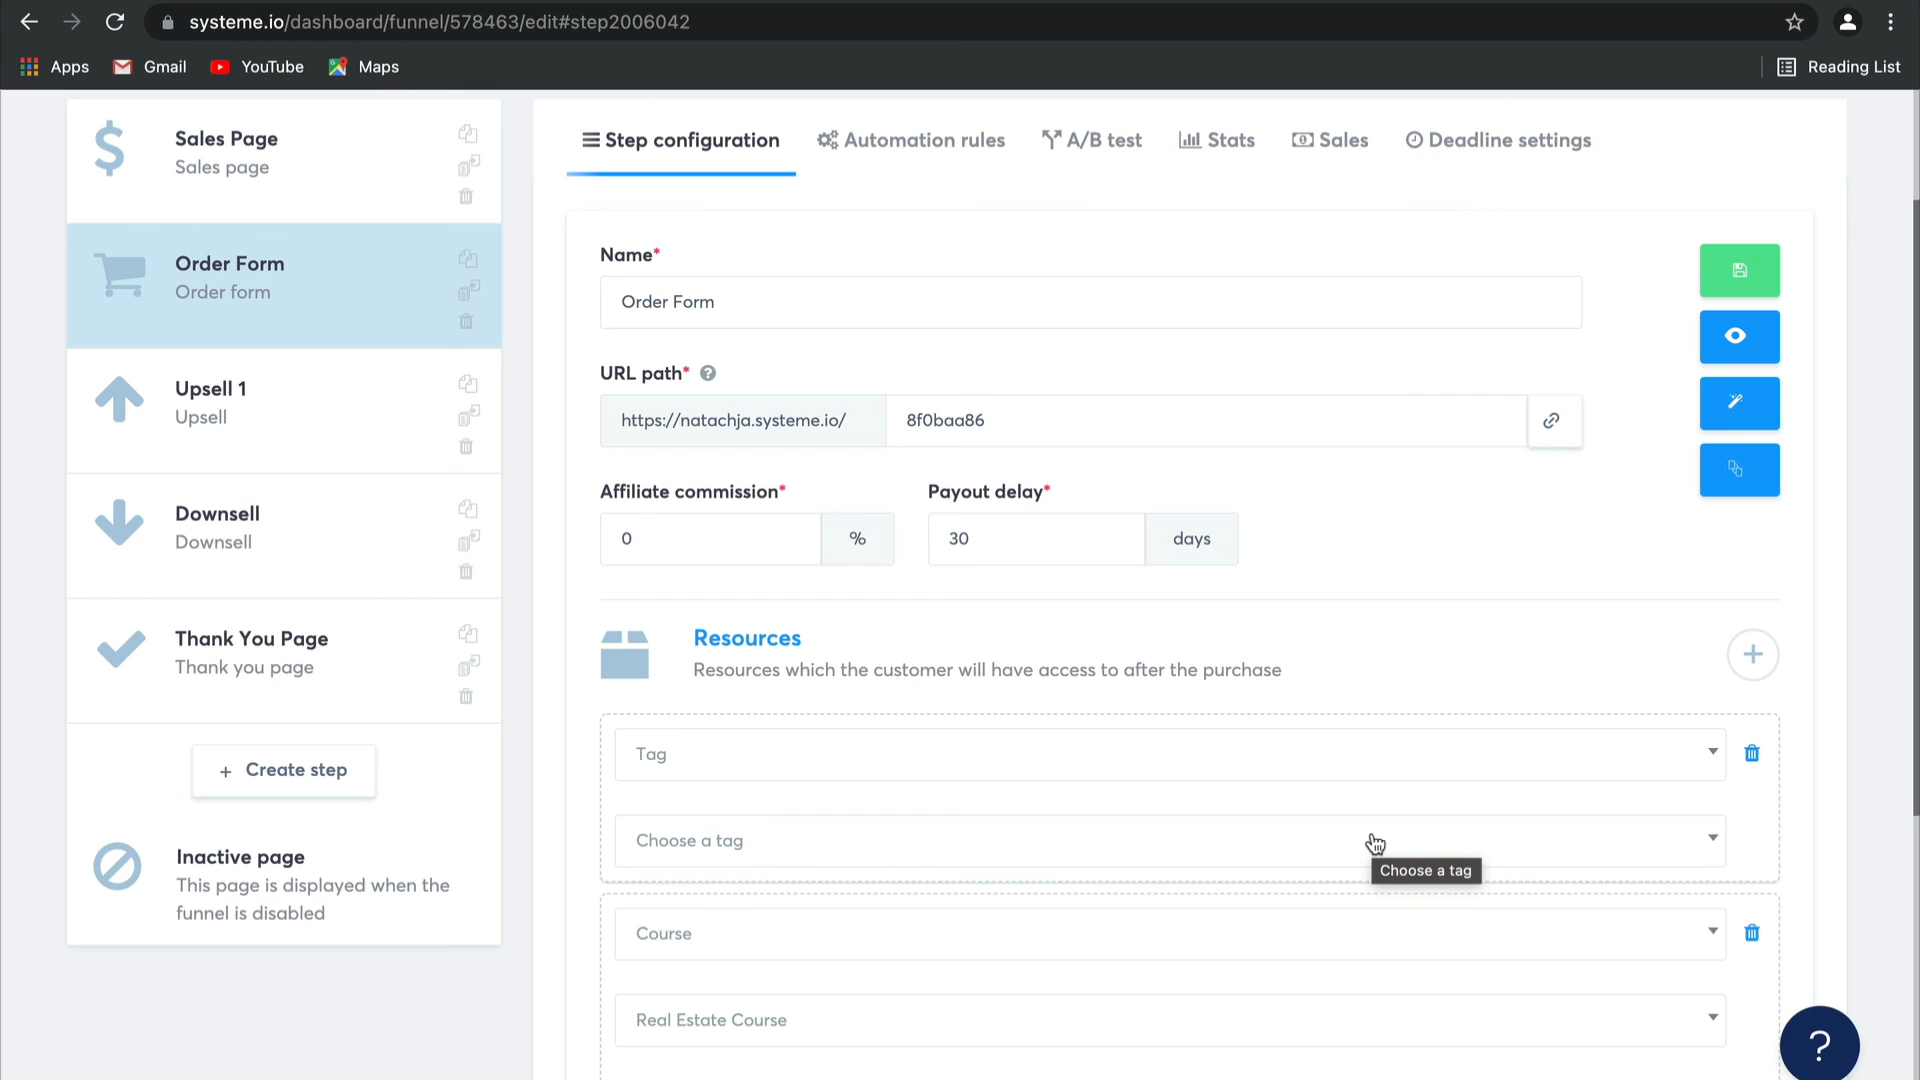 systeme.io/dashboard/funnel/578463/edit#step2006042
Apps
Gmail
YouTube
Maps
Reading List
Sales Page
Sales page
Order Form
Order form
Upsell 1
Upsell
Downsell
Downsell
Thank You Page
Thank you page
+ Create step
Inactive page
This page is displayed when the
funnel is disabled
Step configuration
Automation rules
A/B test
Stats
Sales
Deadline settings
Name*
Order Form
URL path* ?
https://natachja.systeme.io/
8f0baa86
Affiliate commission*
Payout delay*
0
%
30
days
Resources
Resources which the customer will have access to after the purchase
+
Tag
Choose a tag
Choose a tag
Course
Real Estate Course
?